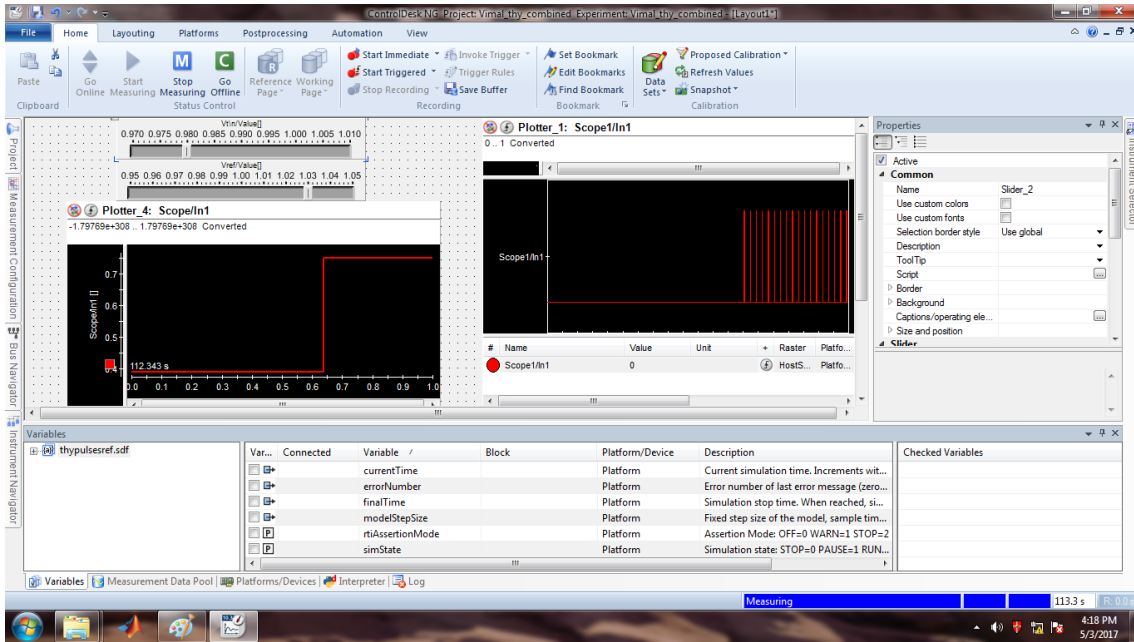 ControlDesk NG Project: Vimal_thy_combined Experiment: Vimal_thy_combined - [Layout1*]
File Home Layouting Platforms Postprocessing Automation View
Paste
Go Online
Start Measuring
Stop Measuring
Go Offline
Reference Page
Working Page
Start Immediate
Start Triggered
Stop Recording
Invoke Trigger
Trigger Rules
Save Buffer
Set Bookmark
Edit Bookmarks
Find Bookmark
Data Sets
Proposed Calibration
Refresh Values
Snapshot
Clipboard Status Control Recording Bookmark Calibration
Project
Measurement Configuration
Bus Navigator
Instrument Navigator
Vt\n/Value[]
0.970 0.975 0.980 0.985 0.990 0.995 1.000 1.005 1.010
Vref/Value[]
0.95 0.96 0.97 0.98 0.99 1.00 1.01 1.02 1.03 1.04 1.05
Plotter_4: Scope/In1
-1.79769e+308 .. 1.79769e+308 Converted
Scope/In1 []
0.7
0.6
0.5
0.4
112.343 s
0.0 0.1 0.2 0.3 0.4 0.5 0.6 0.7 0.8 0.9 1.0
Plotter_1: Scope1/In1
0 .. 1 Converted
Scope1/In1
# Name Value Unit + Raster Platfo...
Scope1/In1 0 HostS... Platfo...
Properties
Active
Common
Name Slider_2
Use custom colors
Use custom fonts
Selection border style Use global
Description
ToolTip
Script
Border
Background
Captions/operating ele...
Size and position
Slider
Instrument Selector
Variables
thypulsesref.sdf
Var... Connected Variable Block Platform/Device Description
currentTime Platform Current simulation time. Increments wit...
errorNumber Platform Error number of last error message (zero...
finalTime Platform Simulation stop time. When reached, si...
modelStepSize Platform Fixed step size of the model, sample tim...
P rtiAssertionMode Platform Assertion Mode: OFF=0 WARN=1 STOP=2
P simState Platform Simulation state: STOP=0 PAUSE=1 RUN...
Checked Variables
Variables Measurement Data Pool Platforms/Devices Interpreter Log
Measuring 113.3 s R: 0.0
4:18 PM
5/3/2017